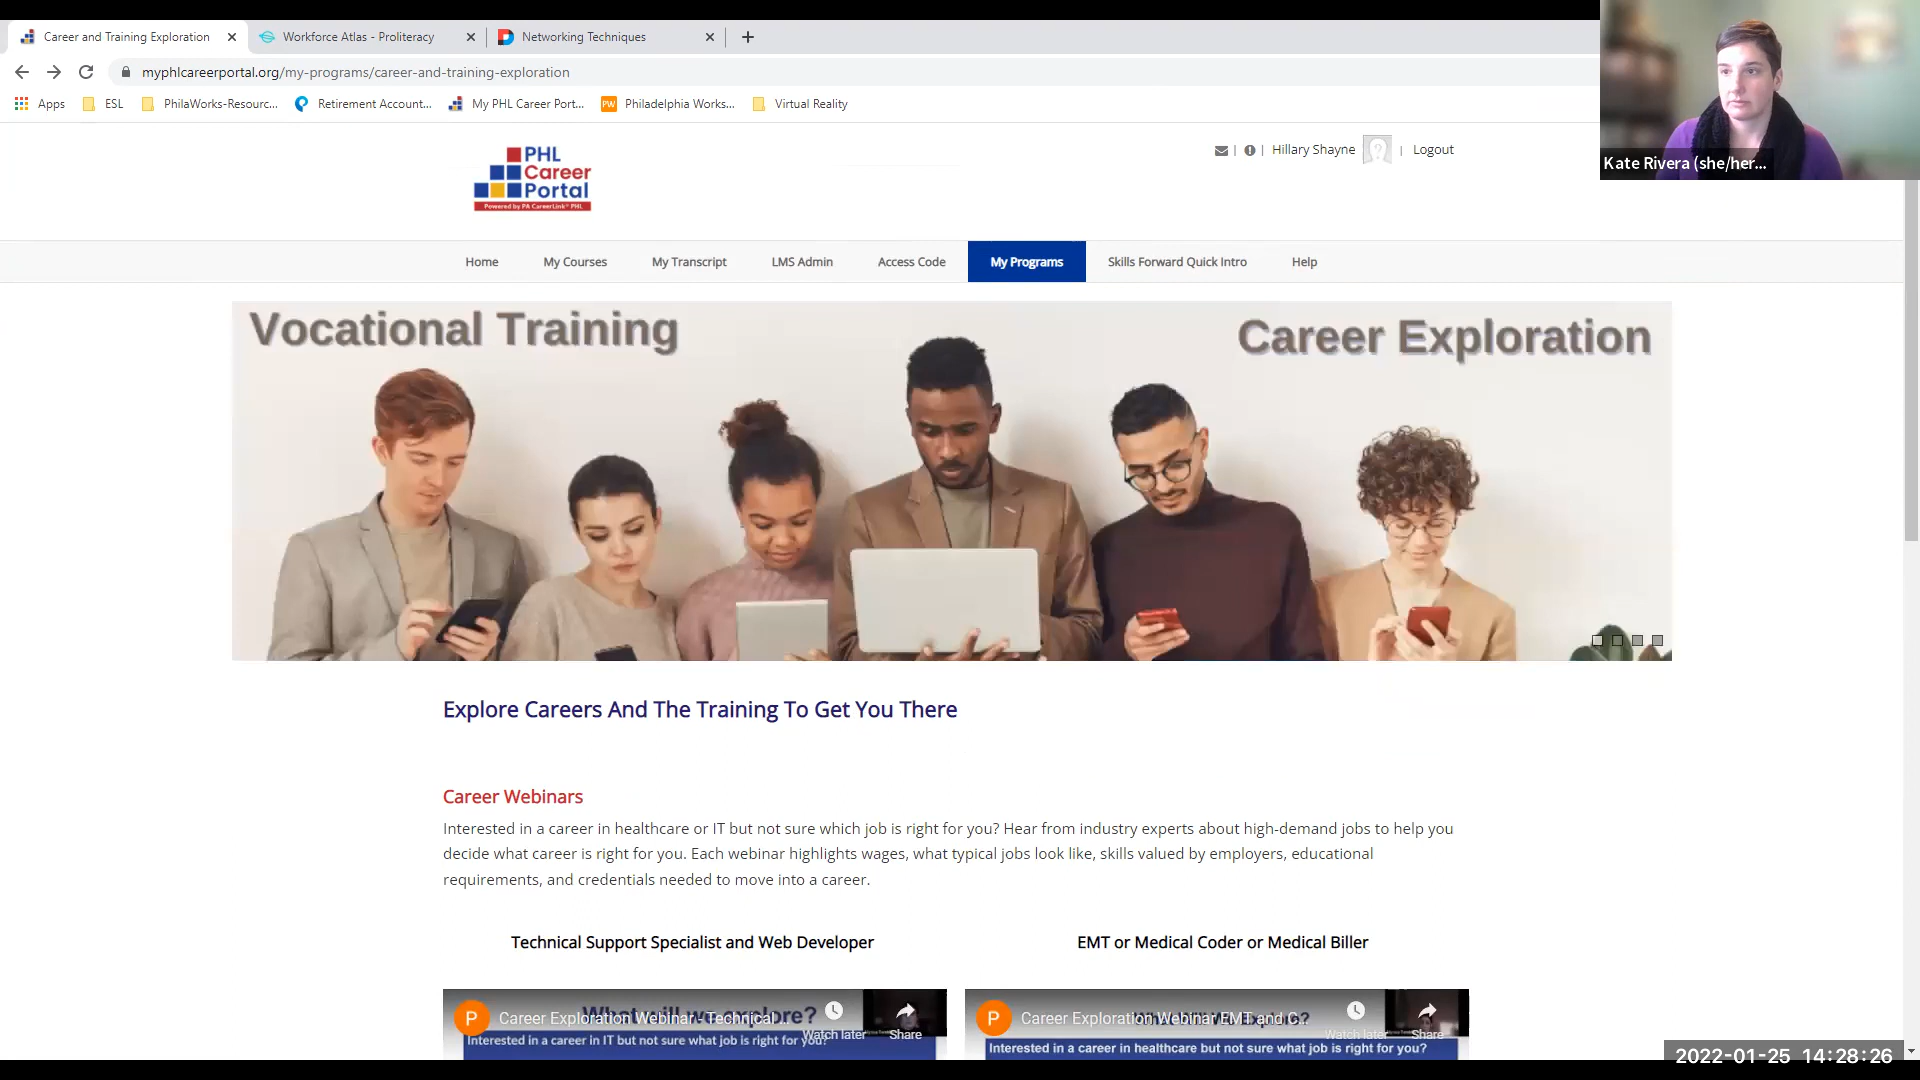 Career and Training Exploration
Workforce Atlas - Proliteracy
Networking Techniques
myphlcareerportal.org/my-programs/career-and-training-exploration
Apps
ESL
PhilaWorks-Resourc...
Retirement Account...
My PHL Career Port...
PW
Philadelphia Works...
Virtual Reality
Kate Rivera (she/her...
PHL
Career
Portal
Powered by PA CareerLink® PHL
| | Hillary Shayne | Logout
Home
My Courses
My Transcript
LMS Admin
Access Code
My Programs
Skills Forward Quick Intro
Help
Vocational Training
Career Exploration
Explore Careers And The Training To Get You There
Career Webinars
Interested in a career in healthcare or IT but not sure which job is right for you? Hear from industry experts about high-demand jobs to help you
decide what career is right for you. Each webinar highlights wages, what typical jobs look like, skills valued by employers, educational
requirements, and credentials needed to move into a career.
Technical Support Specialist and Web Developer
EMT or Medical Coder or Medical Biller
What will we explore?
P
Career Exploration Webinar - Technical...
Watch later
Share
Interested in a career in IT but not sure what job is right for you?
P
Career Exploration Webinar EMT and C...
Watch later
Share
Interested in a career in healthcare but not sure what job is right for you?
2022-01-25 14:28:26